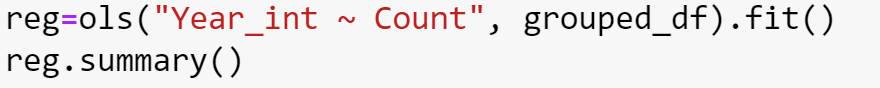 reg=ols("Year_int ~ Count", grouped_df).fit()
reg.summary()